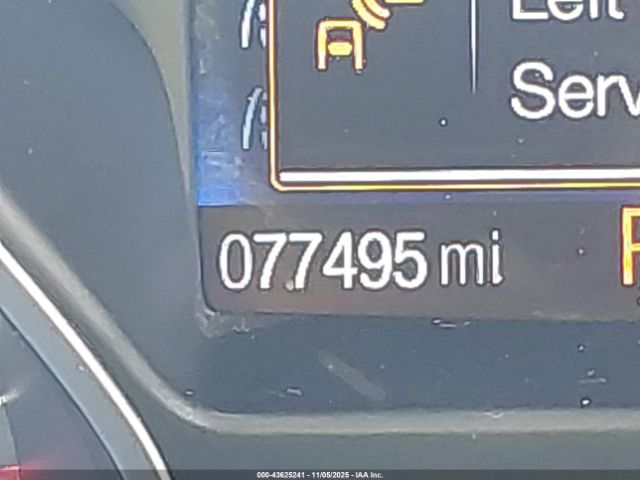 Left
Serv
077495 mi
000-43625241 - 11/05/2025 - IAA Inc.